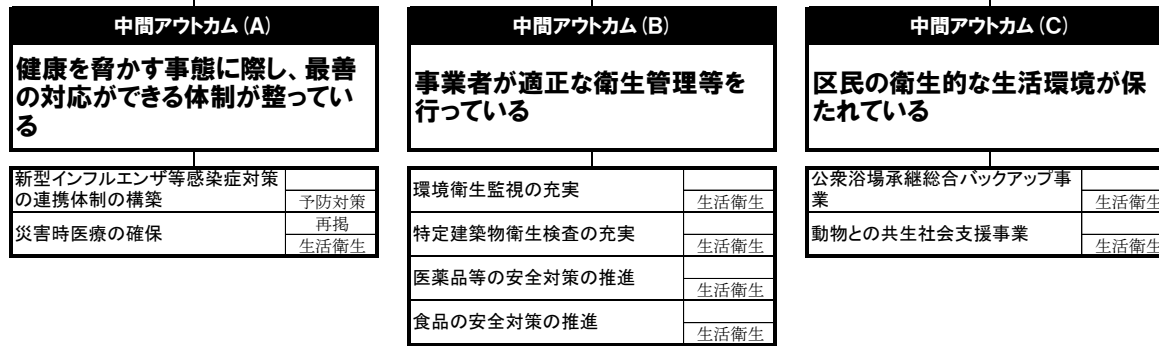 中間アウトカム（A）
健康を脅かす事態に際し、最善
の対応ができる体制が整ってい
る
新型インフルエンザ等感染症対策
の連携体制の構築
予防対策
災害時医療の確保
再掲
生活衛生
中間アウトカム（B）
事業者が適正な衛生管理等を
行っている
環境衛生監視の充実
生活衛生
特定建築物衛生検査の充実
生活衛生
医薬品等の安全対策の推進
生活衛生
食品の安全対策の推進
生活衛生
中間アウトカム（C）
区民の衛生的な生活環境が保
たれている
公衆浴場承継総合バックアップ事
業
生活衛生
動物との共生社会支援事業
生活衛生